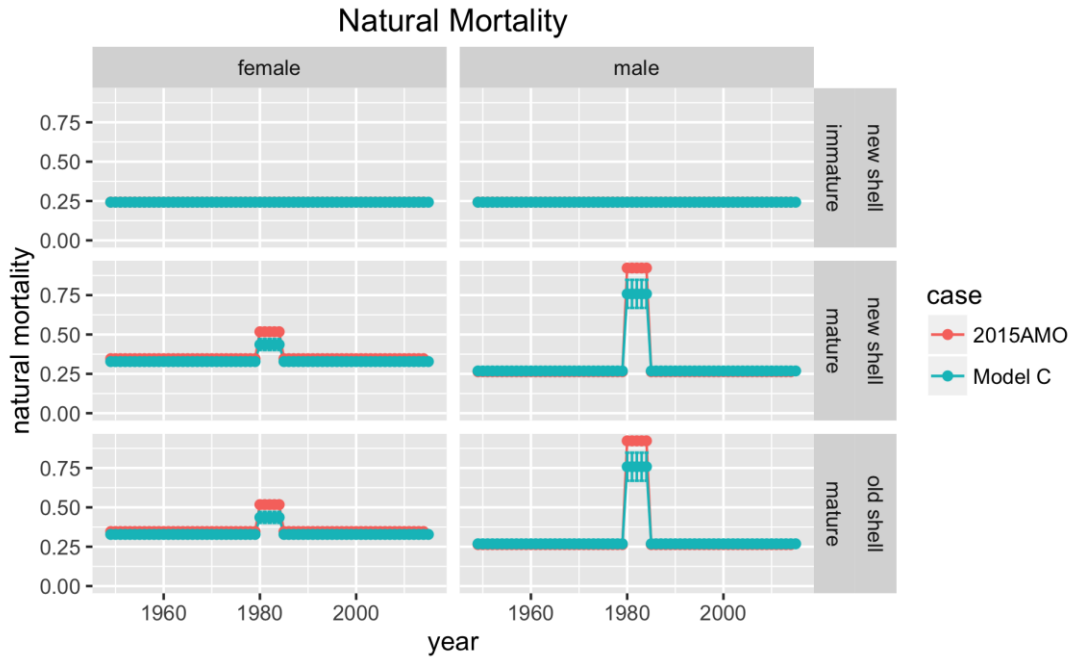 Natural Mortality
female
male
0.75
0.50
0.25
0.00
immature
new shell
0.75
0.50
0.25
0.00
mature
new shell
0.75
0.50
0.25
0.00
mature
old shell
1960
1980
2000
1960
1980
2000
year
natural mortality
case
2015AMO
Model C